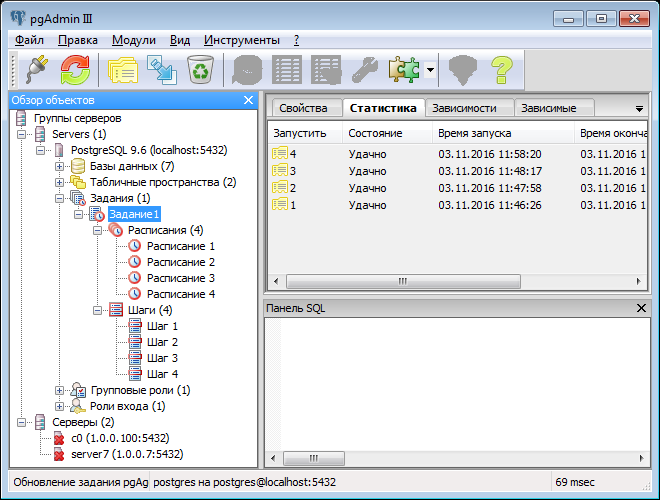 pgAdmin III
Файл Правка Модули Вид Инструменты ?
Обзор объектов
Группы серверов
Servers (1)
PostgreSQL 9.6 (localhost:5432)
Базы данных (7)
Табличные пространства (2)
Задания (1)
Задание1
Расписания (4)
Расписание 1
Расписание 2
Расписание 3
Расписание 4
Шаги (4)
Шаг 1
Шаг 2
Шаг 3
Шаг 4
Групповые роли (1)
Роли входа (1)
Серверы (2)
c0 (1.0.0.100:5432)
server7 (1.0.0.7:5432)
Свойства Статистика Зависимости Зависимые
Запустить Состояние Время запуска Время оконча
4 Удачно 03.11.2016 11:58:20 03.11.2016 1
3 Удачно 03.11.2016 11:48:17 03.11.2016 1
2 Удачно 03.11.2016 11:47:58 03.11.2016 1
1 Удачно 03.11.2016 11:46:26 03.11.2016 1
Панель SQL
Обновление задания pgAg postgres на postgres@localhost:5432 69 msec